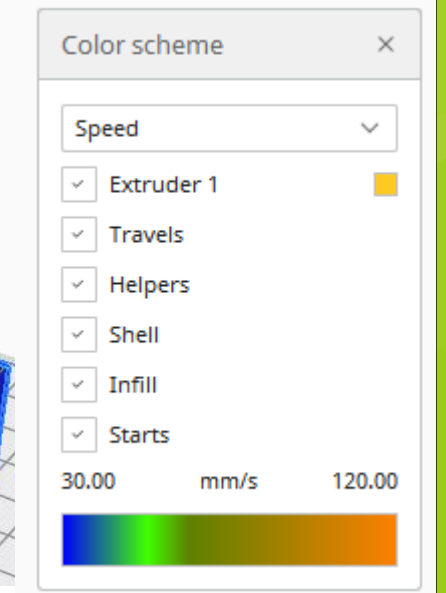 Color scheme
Speed
Extruder 1
Travels
Helpers
Shell
Infill
Starts
30.00 mm/s 120.00